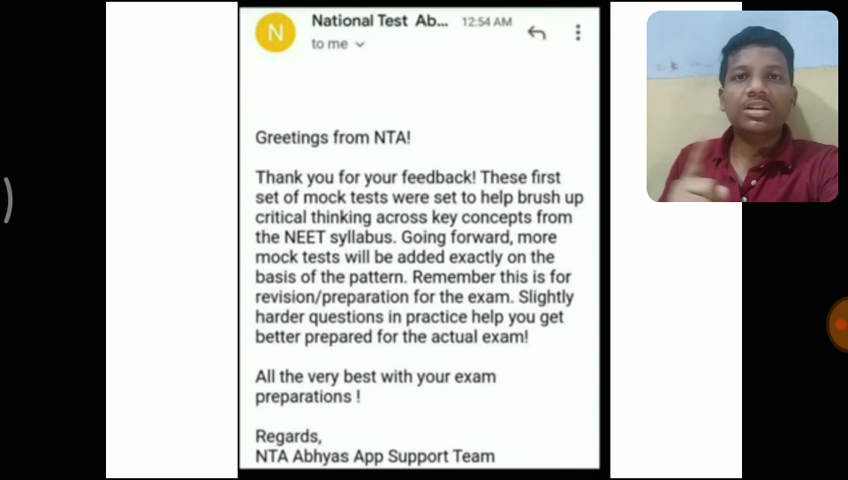 N
National Test Ab... 12:54 AM
to me
Greetings from NTA!
Thank you for your feedback! These first
set of mock tests were set to help brush up
critical thinking across key concepts from
the NEET syllabus. Going forward, more
mock tests will be added exactly on the
basis of the pattern. Remember this is for
revision/preparation for the exam. Slightly
harder questions in practice help you get
better prepared for the actual exam!
All the very best with your exam
preparations !
Regards,
NTA Abhyas App Support Team